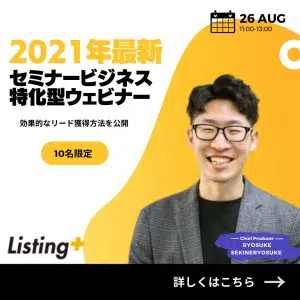 26 AUG
11:00-13:00
2021年最新
セミナービジネス
特化型ウェビナー
効果的なリード獲得方法を公開
10名限定
Listing+
Chief Producer
RYOSUKE
SEKINERYOSUKE
詳しくはこちら →